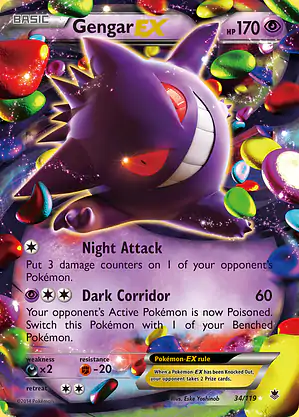 BASIC
Gengar EX HP170
Night Attack
Put 3 damage counters on 1 of your opponent's
Pokémon.
Dark Corridor 60
Your opponent's Active Pokémon is now Poisoned.
Switch this Pokémon with 1 of your Benched
Pokémon.
weakness resistance
×2 -20
retreat
Pokémon-EX rule
When a Pokémon-EX has been Knocked Out,
your opponent takes 2 Prize cards.
©2014 Pokémon
Illus. Eske Yoshinob
34/119